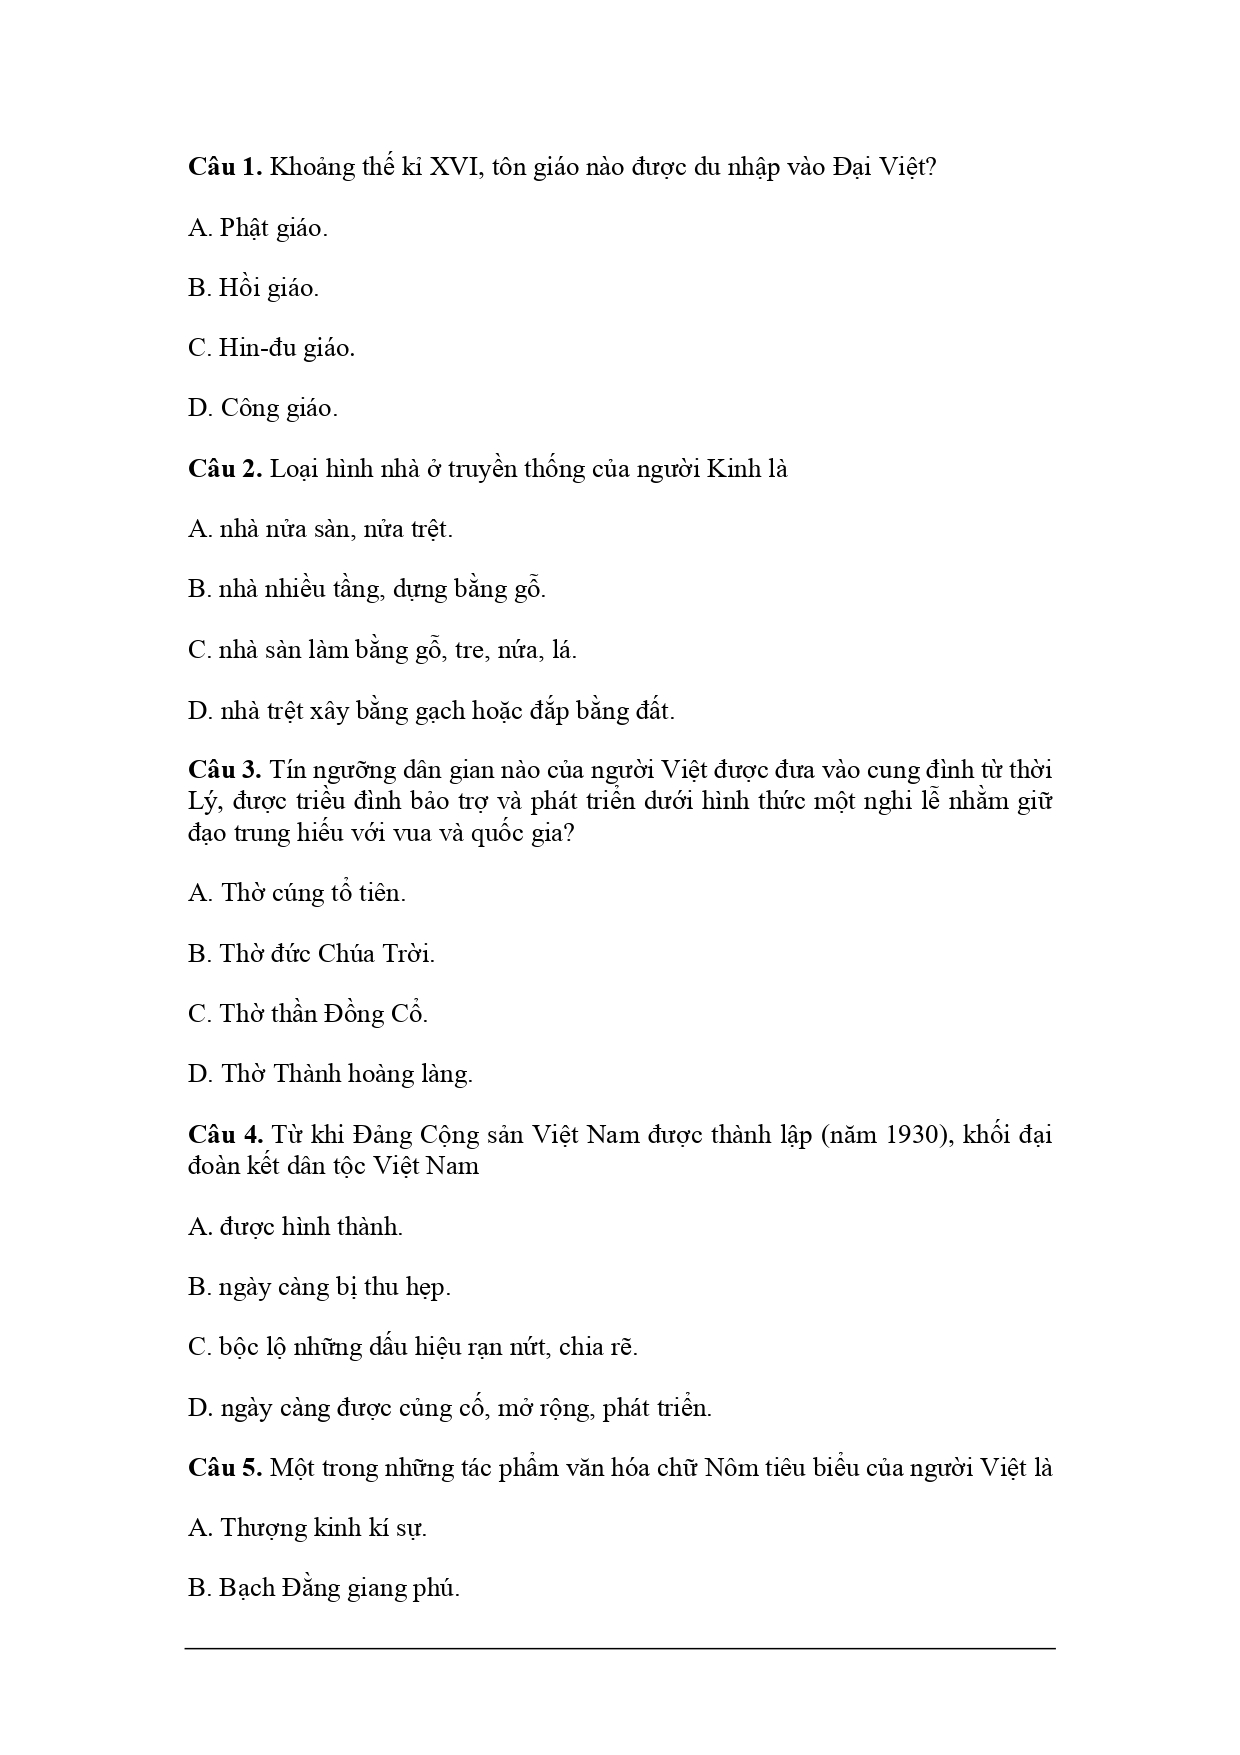 Câu 1. Khoảng thế kỉ XVI, tôn giáo nào được du nhập vào Đại Việt?
A. Phật giáo.
B. Hồi giáo.
C. Hin-đu giáo.
D. Công giáo.
Câu 2. Loại hình nhà ở truyền thống của người Kinh là
A. nhà nửa sàn, nửa trệt.
B. nhà nhiều tầng, dựng bằng gỗ.
C. nhà sàn làm bằng gỗ, tre, nứa, lá.
D. nhà trệt xây bằng gạch hoặc đắp bằng đất.
Câu 3. Tín ngưỡng dân gian nào của người Việt được đưa vào cung đình từ thời
Lý, được triều đình bảo trợ và phát triển dưới hình thức một nghi lễ nhằm giữ
đạo trung hiếu với vua và quốc gia?
A. Thờ cúng tổ tiên.
B. Thờ đức Chúa Trời.
C. Thờ thần Đồng Cổ.
D. Thờ Thành hoàng làng.
Câu 4. Từ khi Đảng Cộng sản Việt Nam được thành lập (năm 1930), khối đại
đoàn kết dân tộc Việt Nam
A. được hình thành.
B. ngày càng bị thu hẹp.
C. bộc lộ những dấu hiệu rạn nứt, chia rẽ.
D. ngày càng được củng cố, mở rộng, phát triển.
Câu 5. Một trong những tác phẩm văn hóa chữ Nôm tiêu biểu của người Việt là
A. Thượng kinh kí sự.
B. Bạch Đằng giang phú.